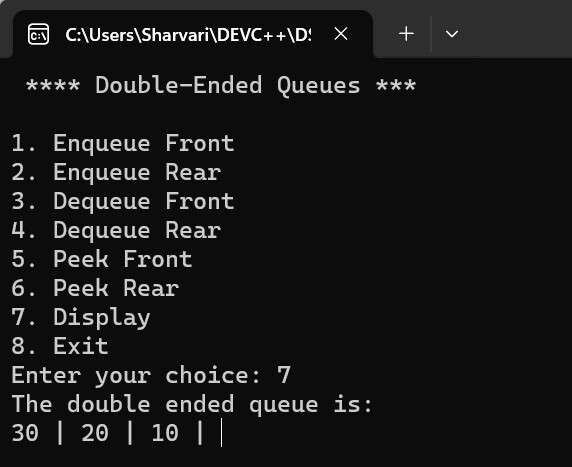 C:\Users\Sharvari\DEVC++\DS
**** Double-Ended Queues ***
1. Enqueue Front
2. Enqueue Rear
3. Dequeue Front
4. Dequeue Rear
5. Peek Front
6. Peek Rear
7. Display
8. Exit
Enter your choice: 7
The double ended queue is:
30 | 20 | 10 |